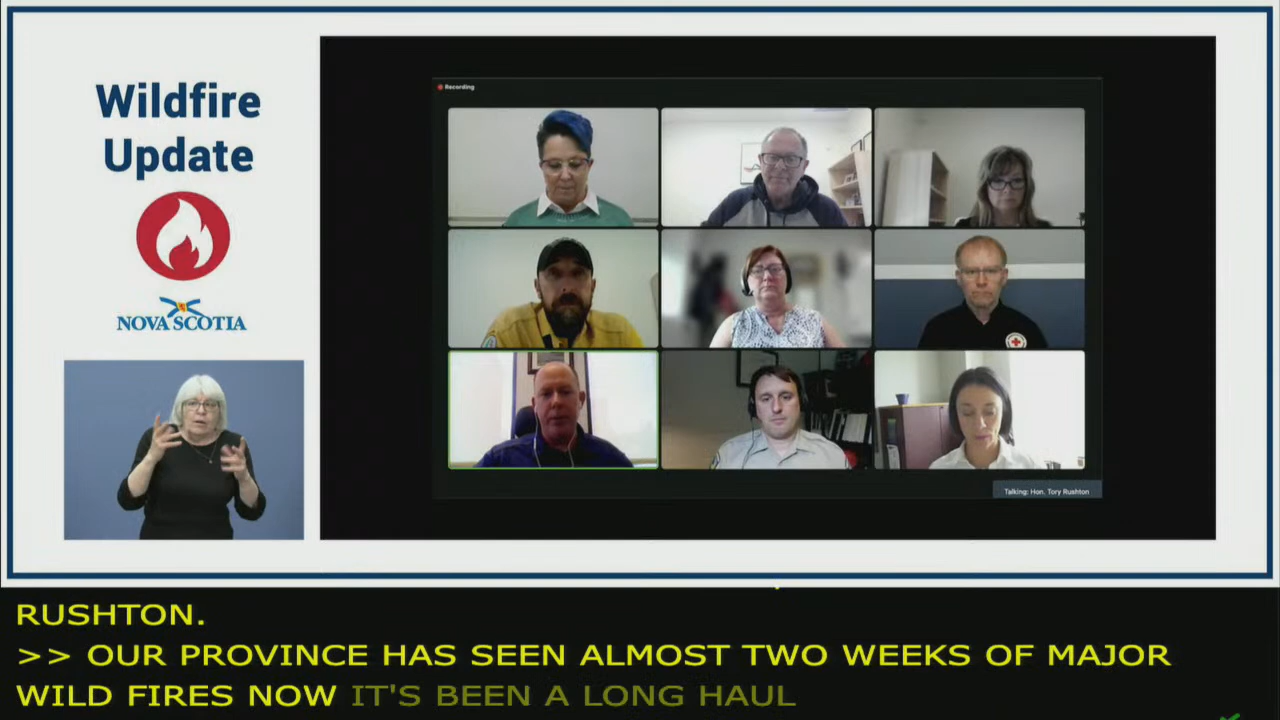 Wildfire
Update
NOVA SCOTIA
Recording
Talking: Hon. Tory Rushton
RUSHTON.
>> OUR PROVINCE HAS SEEN ALMOST TWO WEEKS OF MAJOR
WILD FIRES NOW IT'S BEEN A LONG HAUL